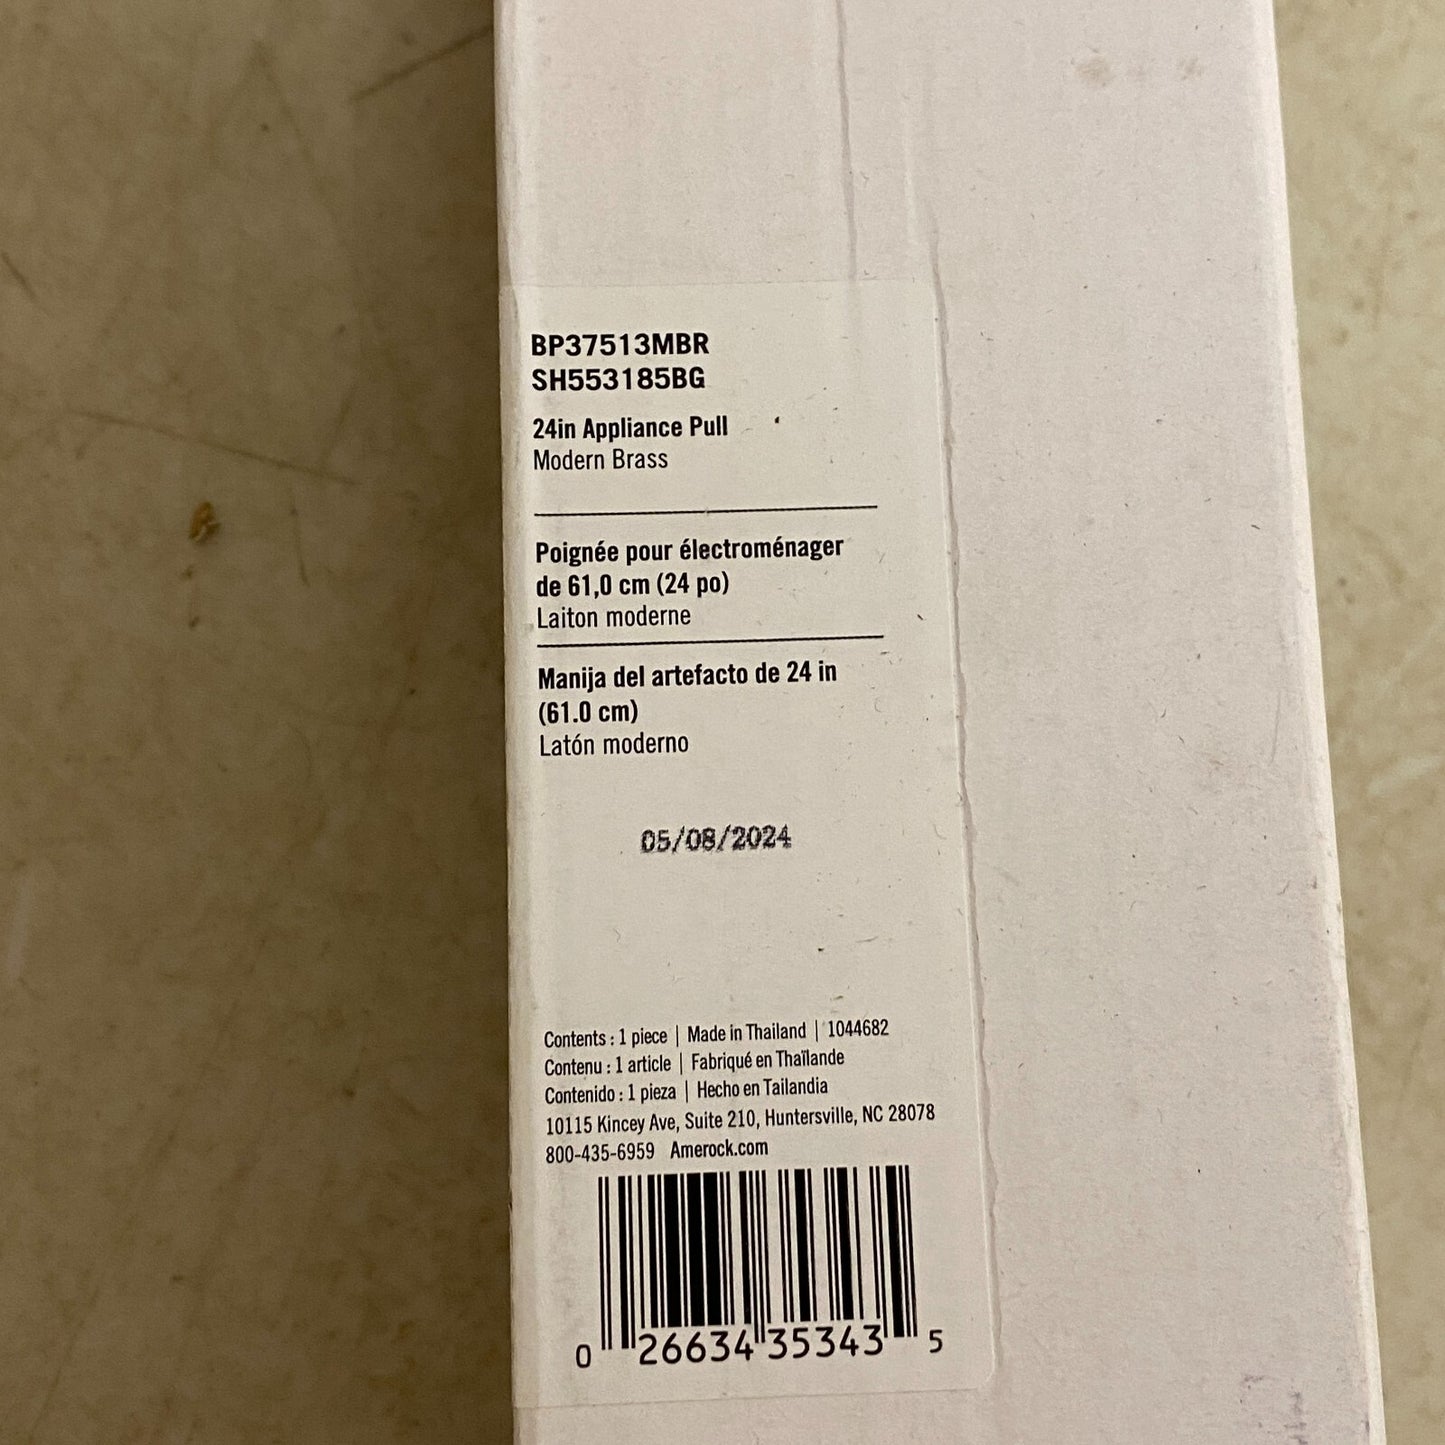 BP37513MBR
SH553185BG
24in Appliance Pull
Modern Brass
Poignée pour électroménager
de 61,0 cm (24 po)
Laiton moderne
Manija del artefacto de 24 in
(61.0 cm)
Latón moderno
05/08/2024
Contents : 1 piece | Made in Thailand | 1044682
Contenu : 1 article | Fabriqué en Thaïlande
Contenido : 1 pieza | Hecho en Tailandia
10115 Kincey Ave, Suite 210, Huntersville, NC 28078
800-435-6959 Amerock.com
0 26634 35343 5